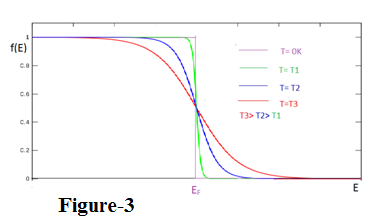 f(E)
1
0.8
0.6
0.4
0.2
0
T= 0K
T= T1
T= T2
T=T3
T3> T2> T1
E_F
E
Figure-3